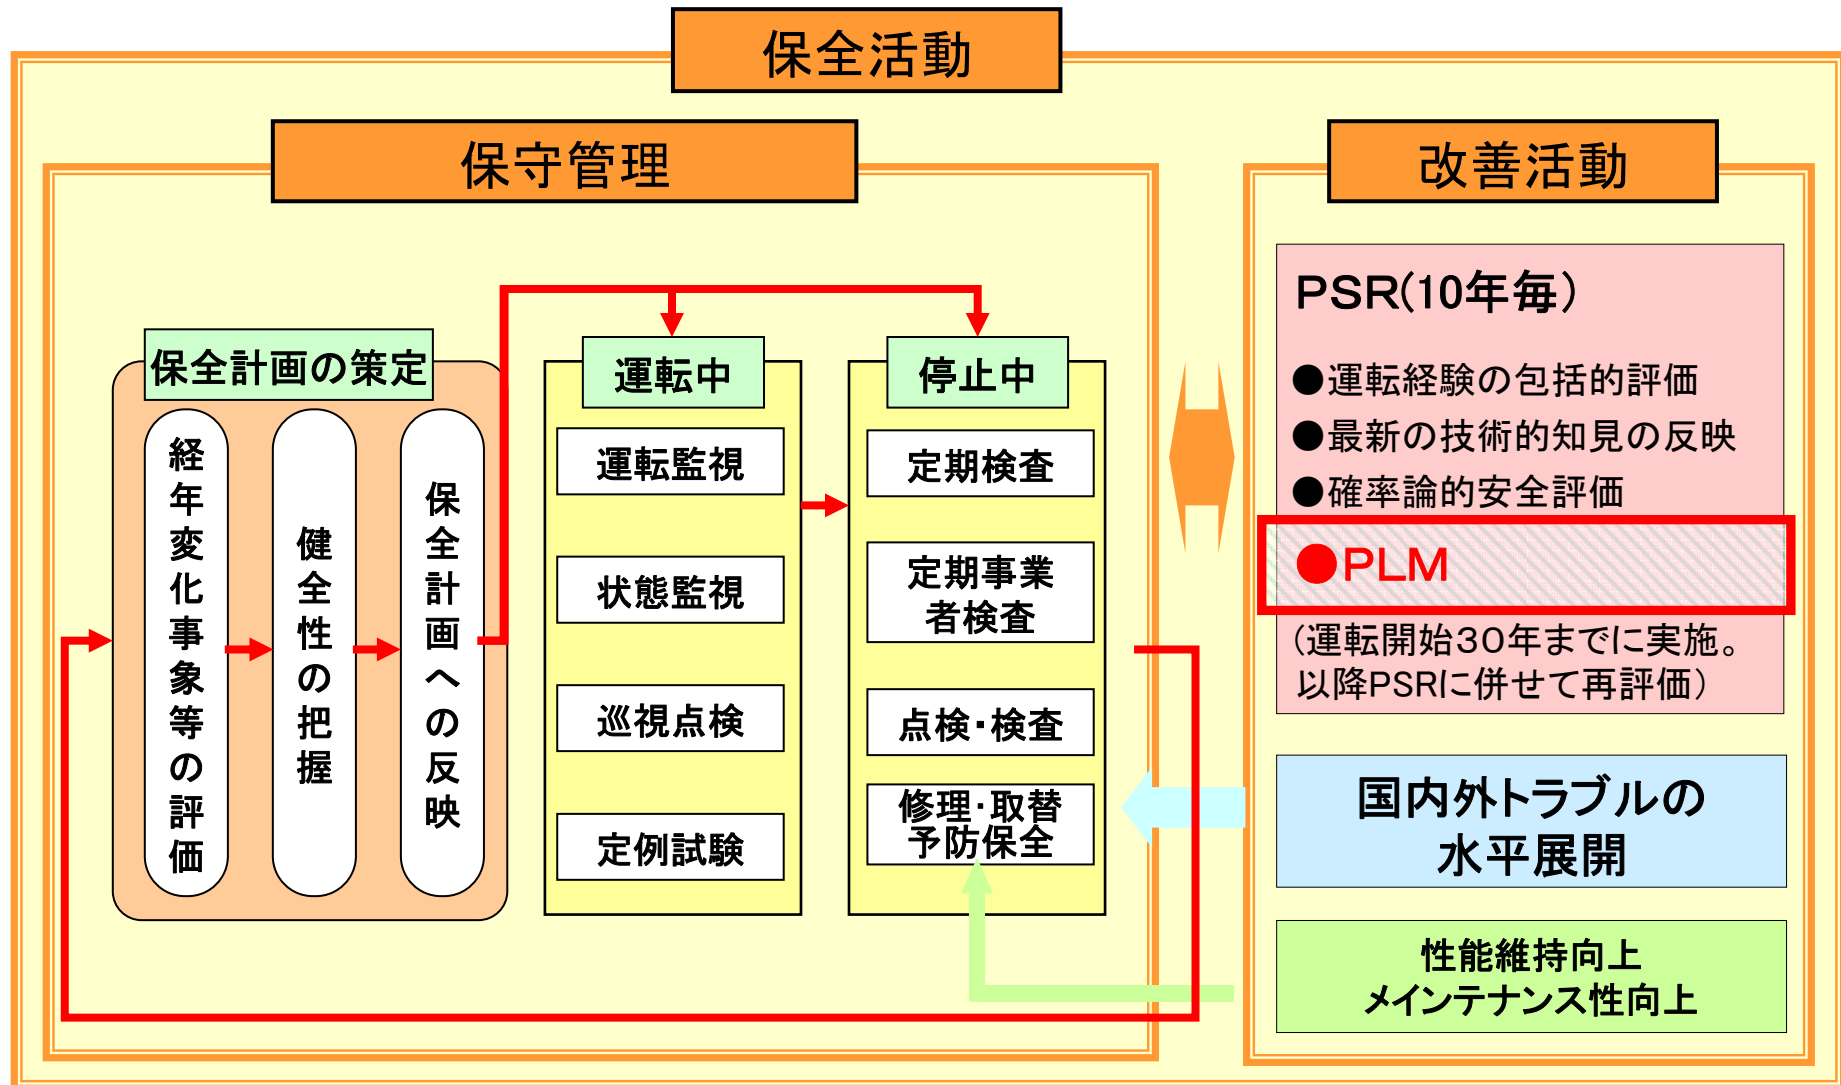 保全活動
保守管理
保全計画の策定
経年変化事象等の評価
健全性の把握
保全計画への反映
運転中
運転監視
状態監視
巡視点検
定例試験
停止中
定期検査
定期事業
者検査
点検・検査
修理・取替
予防保全
改善活動
PSR(10年毎)
●運転経験の包括的評価
●最新の技術的知見の反映
●確率論的安全評価
●PLM
(運転開始30年までに実施。
以降PSRに併せて再評価)
国内外トラブルの
水平展開
性能維持向上
メインテナンス性向上